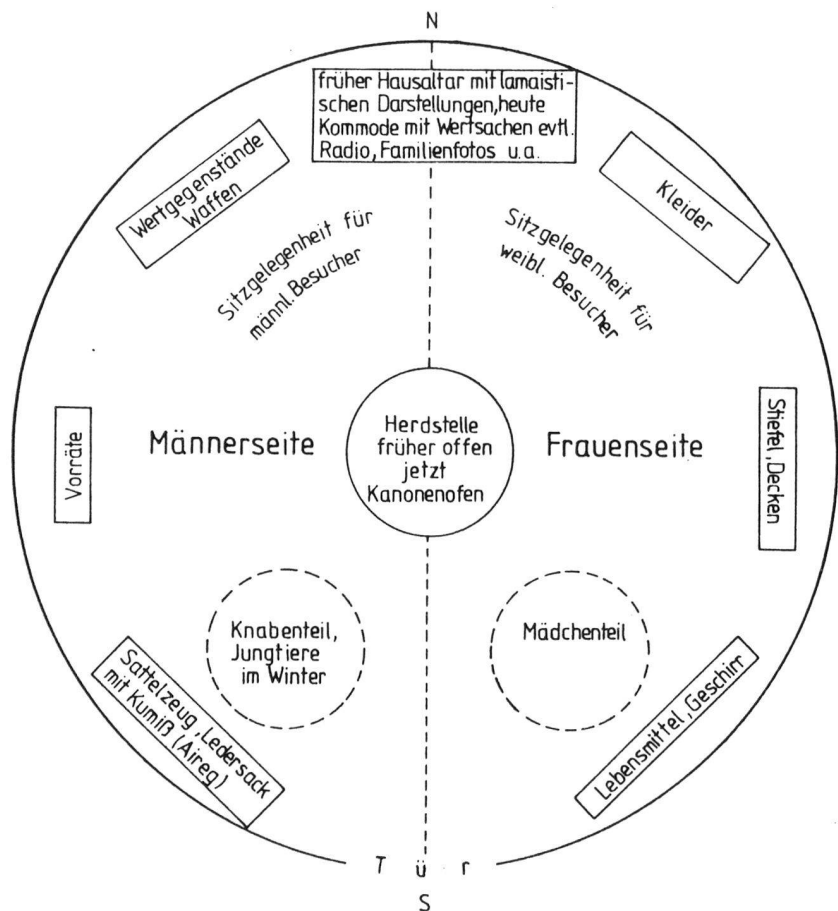 N
früher Hausaltar mit lamaisti-
schen Darstellungen, heute
Kommode mit Wertsachen evtl.
Radio, Familienfotos u.a.
Wertgegenstände
Waffen
Kleider
Sitzgelegenheit für
männl. Besucher
Sitzgelegenheit für
weibl. Besucher
Vorräte
Männerseite
Herdstelle
früher offen
jetzt
Kanonenofen
Frauenseite
Stiefel, Decken
Knabenteil,
Jungtiere
im Winter
Mädchenteil
Sattelzeug, Ledersack
mit Kumiß (Aireg)
Lebensmittel, Geschirr
Tür
S